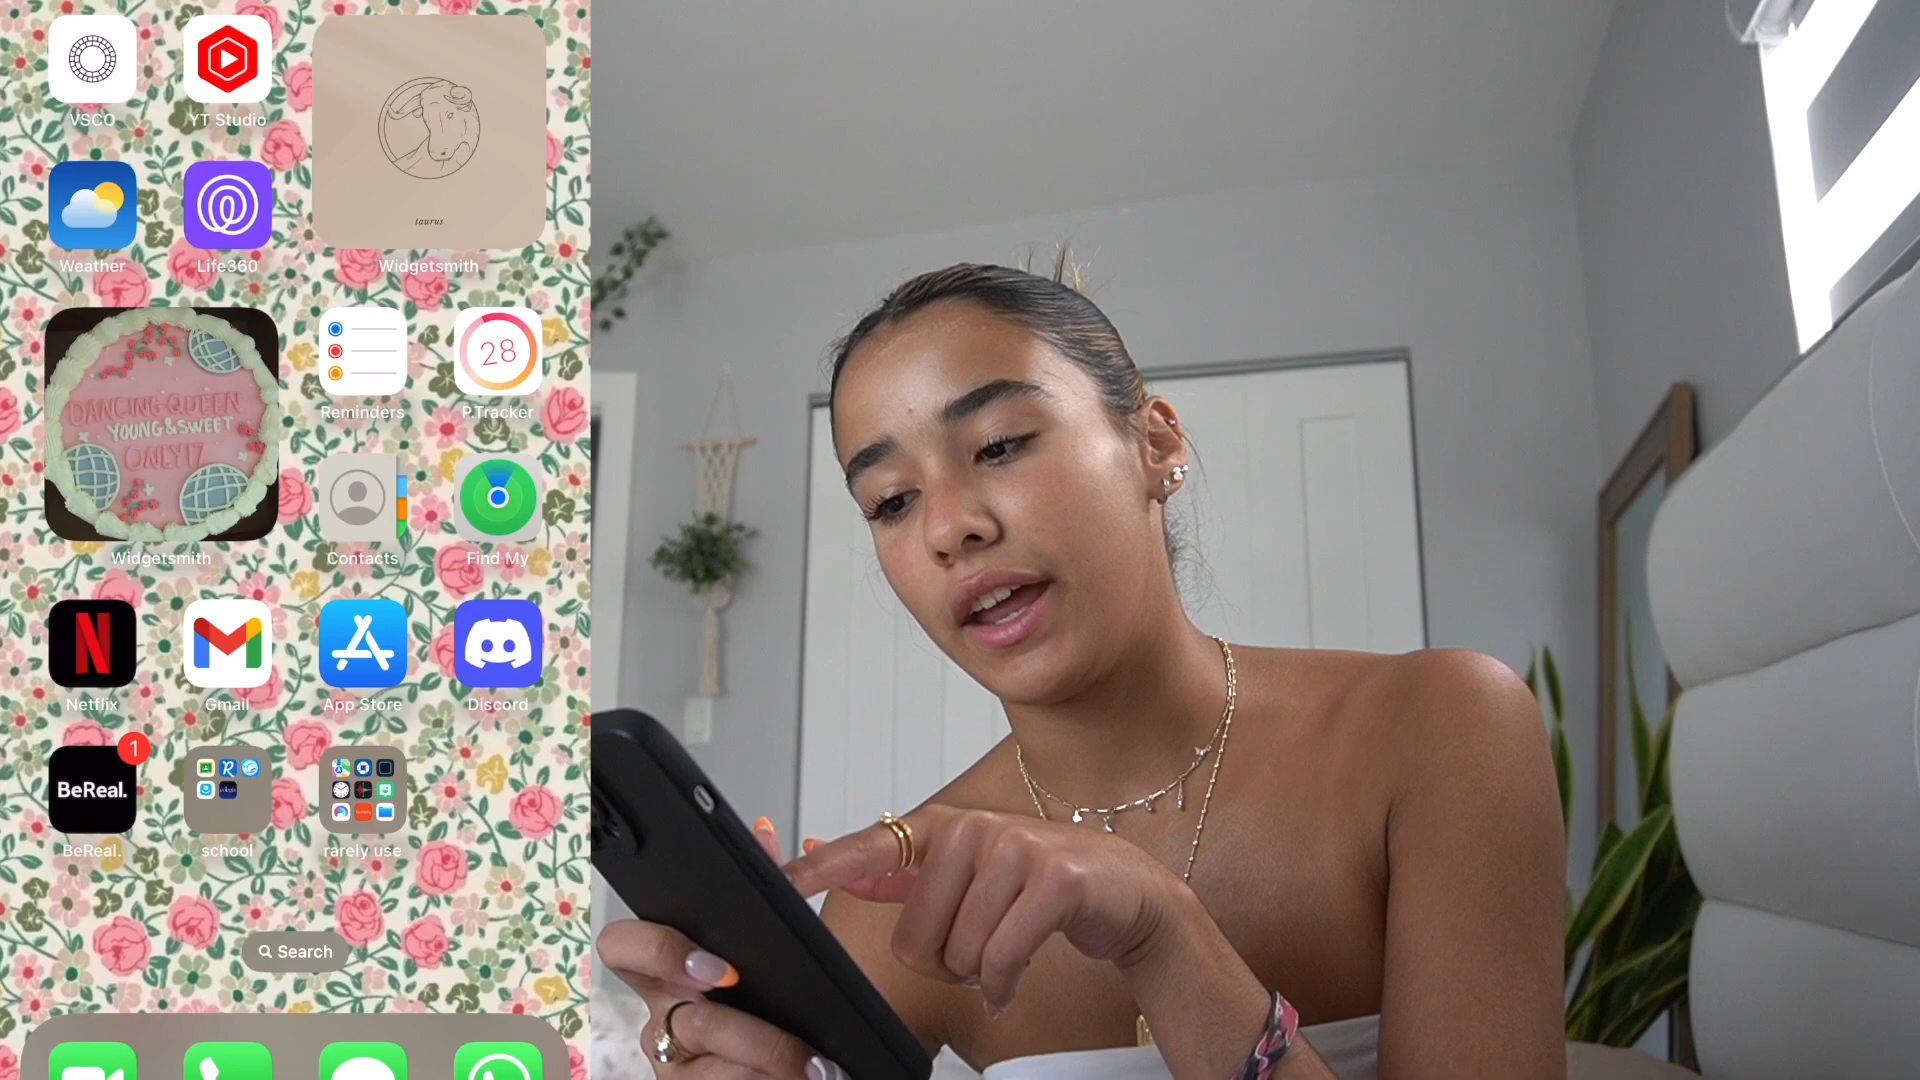 VSCO
YT Studio
taurus
Weather
Life360
Widgetsmith
DANCING QUEEN
YOUNG & SWEET
ONLY 17
28
Reminders
P.Tracker
Widgetsmith
Contacts
Find My
Netflix
Gmail
App Store
Discord
1
BeReal.
BeReal.
school
rarely use
Search